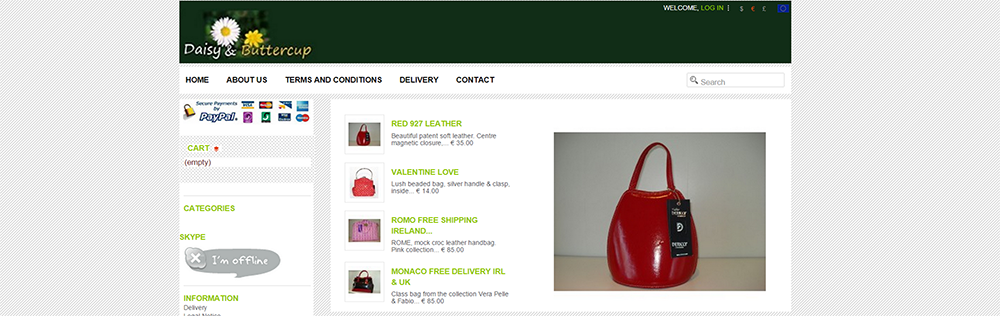 WELCOME, LOG IN $ € £
Daisy & Buttercup
HOME ABOUT US TERMS AND CONDITIONS DELIVERY CONTACT Search
Secure Payments
by
PayPal.
CART
(empty)
CATEGORIES
SKYPE
I'm offline
INFORMATION
Delivery
Legal Notice
RED 927 LEATHER
Beautiful patent soft leather. Centre
magnetic closure,... € 35.00
VALENTINE LOVE
Lush beaded bag, silver handle & clasp,
inside... € 14.00
ROMO FREE SHIPPING
IRELAND...
ROME, mock croc leather handbag.
Pink collection... € 85.00
MONACO FREE DELIVERY IRL
& UK
Class bag from the collection Vera Pelle
& Fabio... € 65.00